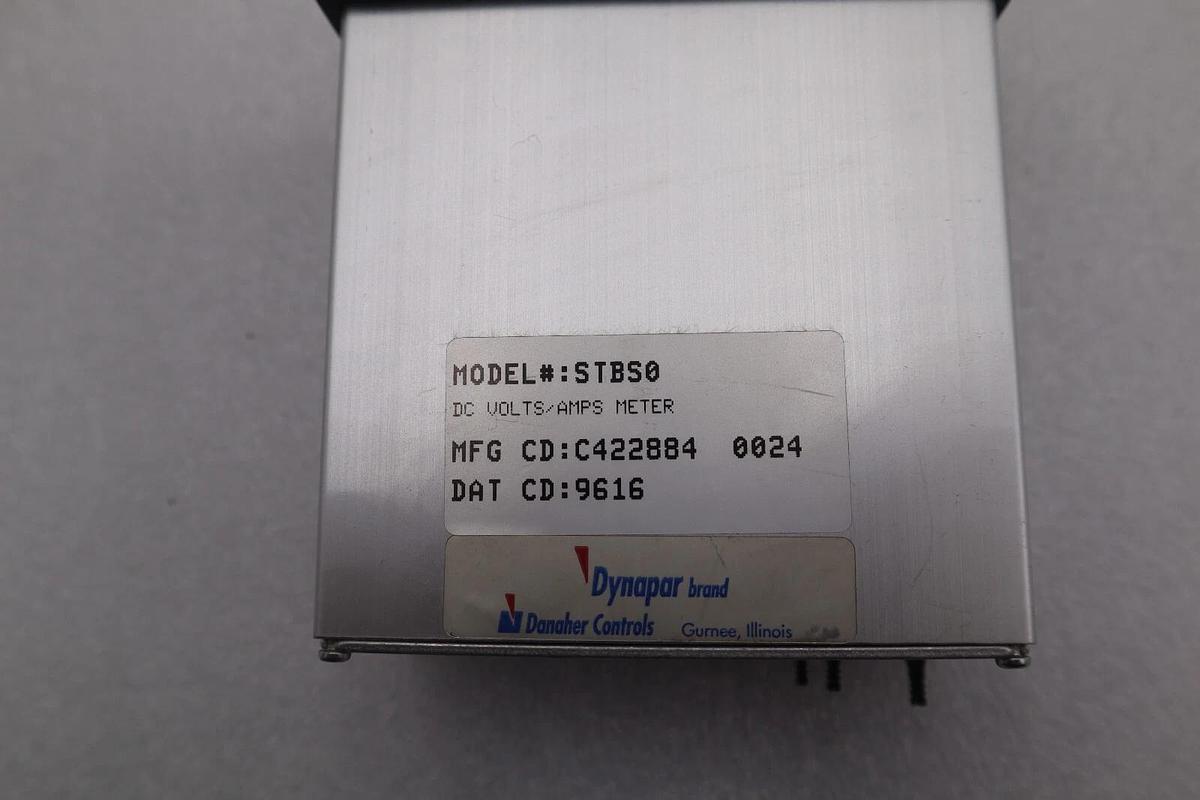 MODEL#:STBS0
DC VOLTS/AMPS METER
MFG CD:C422884 0024
DAT CD:9616
Dynapar brand
Danaher Controls Gurnee, Illinois